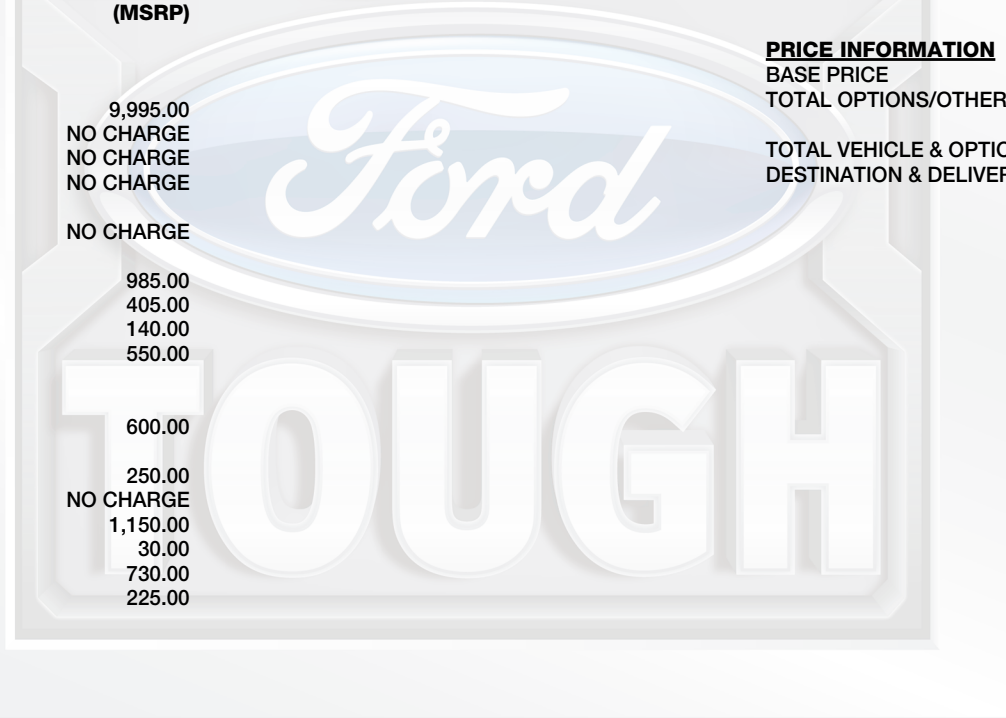 (MSRP)
9,995.00
NO CHARGE
NO CHARGE
NO CHARGE
NO CHARGE
985.00
405.00
140.00
550.00
600.00
250.00
NO CHARGE
1,150.00
30.00
730.00
225.00
PRICE INFORMATION
BASE PRICE
TOTAL OPTIONS/OTHER
TOTAL VEHICLE & OPTIO
DESTINATION & DELIVER
Ford
TOUGH